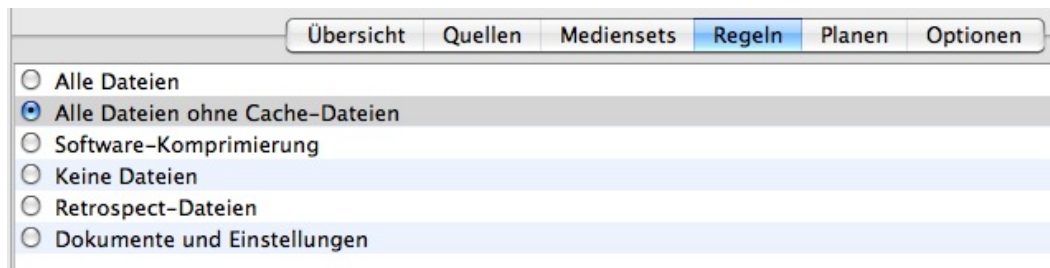 Übersicht Quellen Mediensets Regeln Planen Optionen
Alle Dateien
Alle Dateien ohne Cache-Dateien
Software-Komprimierung
Keine Dateien
Retrospect-Dateien
Dokumente und Einstellungen